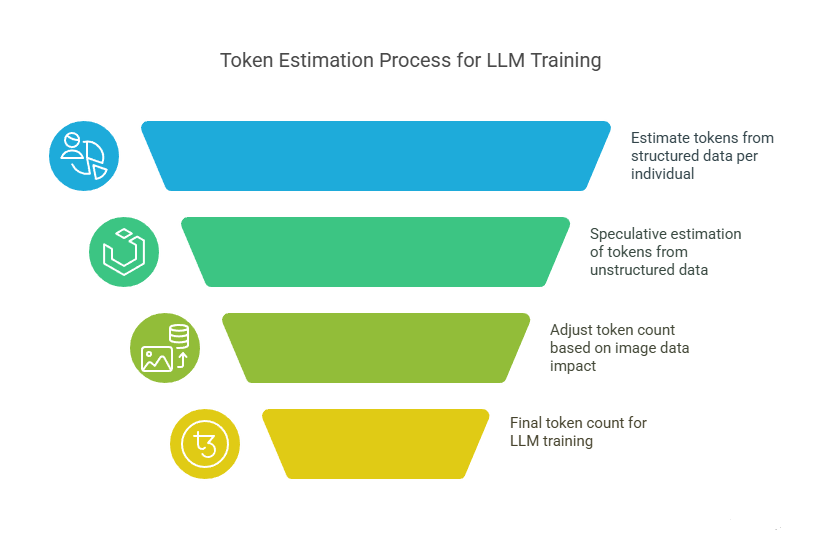 Token Estimation Process for LLM Training
Estimate tokens from
structured data per
individual
Speculative estimation
of tokens from
unstructured data
Adjust token count
based on image data
impact
Final token count for
LLM training